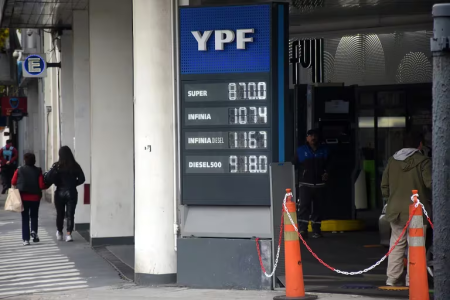 YPF
E
SUPER 870.0
INFINIA 1074
INFINIA DIESEL 1167
DIESEL500 918.0